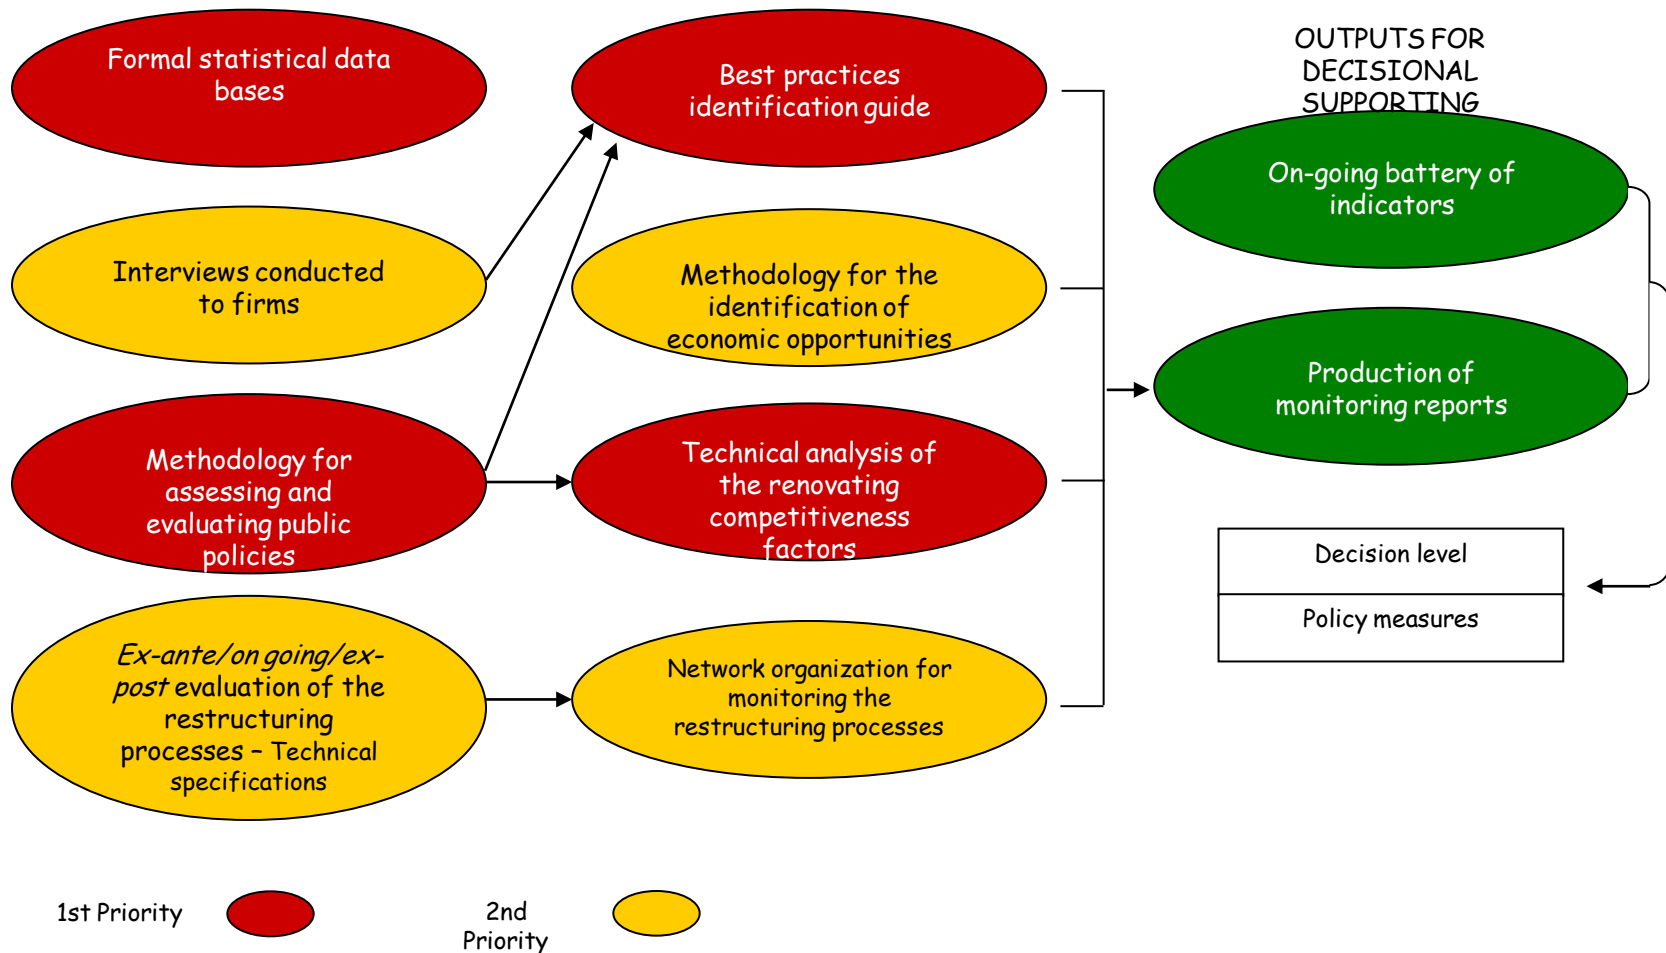 Formal statistical data
bases
Best practices
identification guide
OUTPUTS FOR
DECISIONAL
SUPPORTING
On-going battery of
indicators
Interviews conducted
to firms
Methodology for the
identification of
economic opportunities
Production of
monitoring reports
Methodology for
assessing and
evaluating public
policies
Technical analysis of
the renovating
competitiveness
factors
Decision level
Policy measures
Ex-ante/on going/ex-
post evaluation of the
restructuring
processes – Technical
specifications
Network organization for
monitoring the
restructuring processes
1st Priority
2nd
Priority